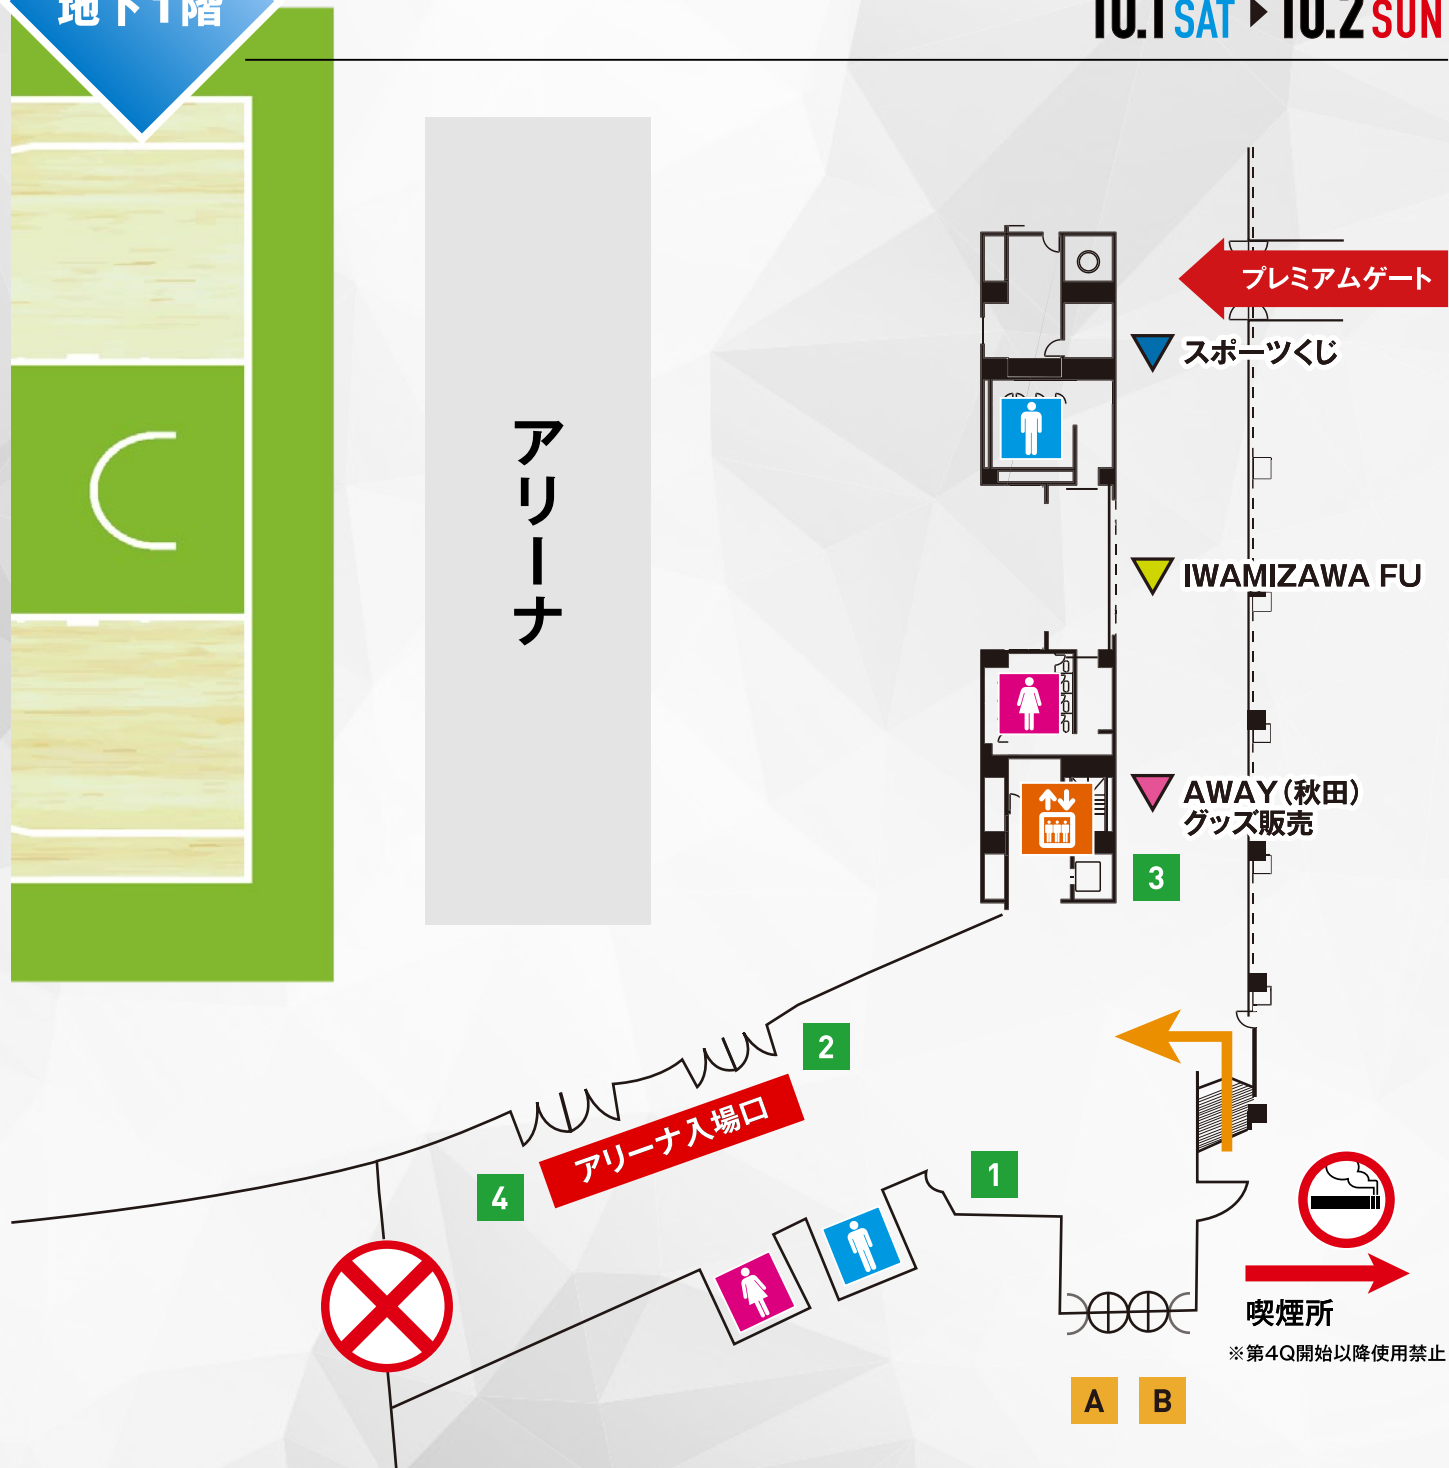 地下1階
10.1 SAT ▶ 10.2 SUN
プレミアムゲート
スポーツくじ
アリーナ
IWAMIZAWA FU
AWAY(秋田)
グッズ販売
3
2
アリーナ入場口
1
4
喫煙所
※第4Q開始以降使用禁止
A B